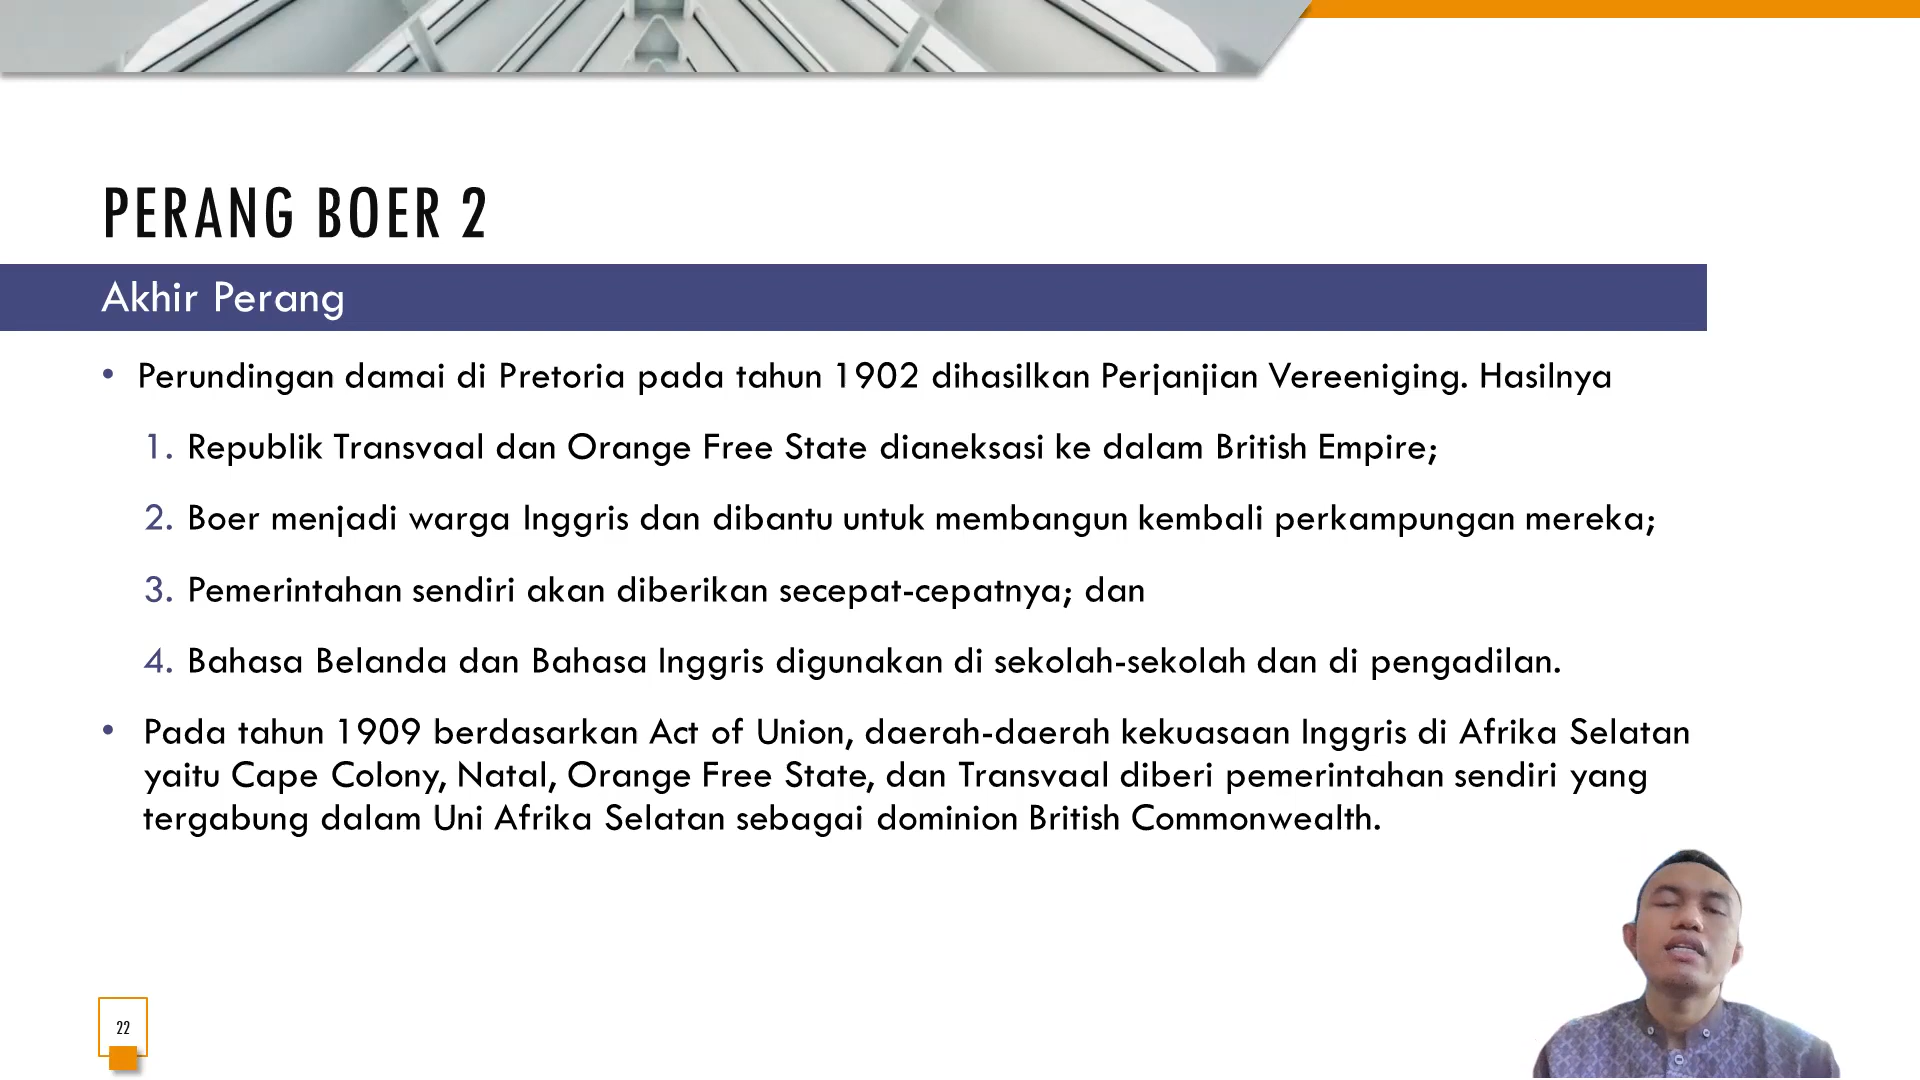 PERANG BOER 2
Akhir Perang
• Perundingan damai di Pretoria pada tahun 1902 dihasilkan Perjanjian Vereeniging. Hasilnya
1. Republik Transvaal dan Orange Free State dianeksasi ke dalam British Empire;
2. Boer menjadi warga Inggris dan dibantu untuk membangun kembali perkampungan mereka;
3. Pemerintahan sendiri akan diberikan secepat-cepatnya; dan
4. Bahasa Belanda dan Bahasa Inggris digunakan di sekolah-sekolah dan di pengadilan.
• Pada tahun 1909 berdasarkan Act of Union, daerah-daerah kekuasaan Inggris di Afrika Selatan
yaitu Cape Colony, Natal, Orange Free State, dan Transvaal diberi pemerintahan sendiri yang
tergabung dalam Uni Afrika Selatan sebagai dominion British Commonwealth.
22